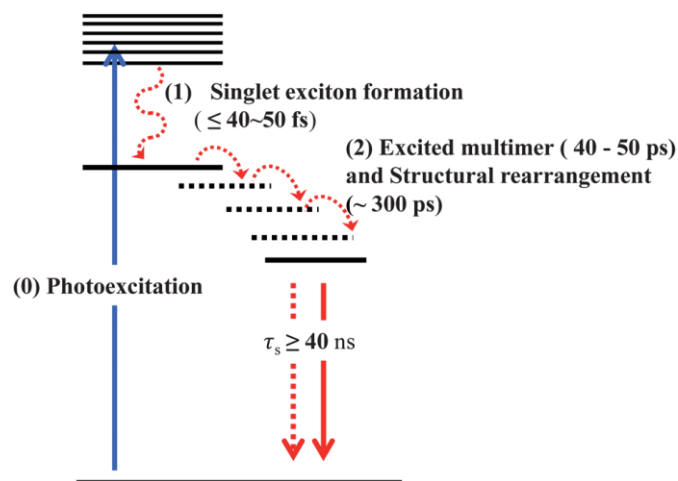 (1) Singlet exciton formation
( ≤ 40~50 fs)
(2) Excited multimer ( 40 - 50 ps)
and Structural rearrangement
(~ 300 ps)
(0) Photoexcitation
τs ≥ 40 ns